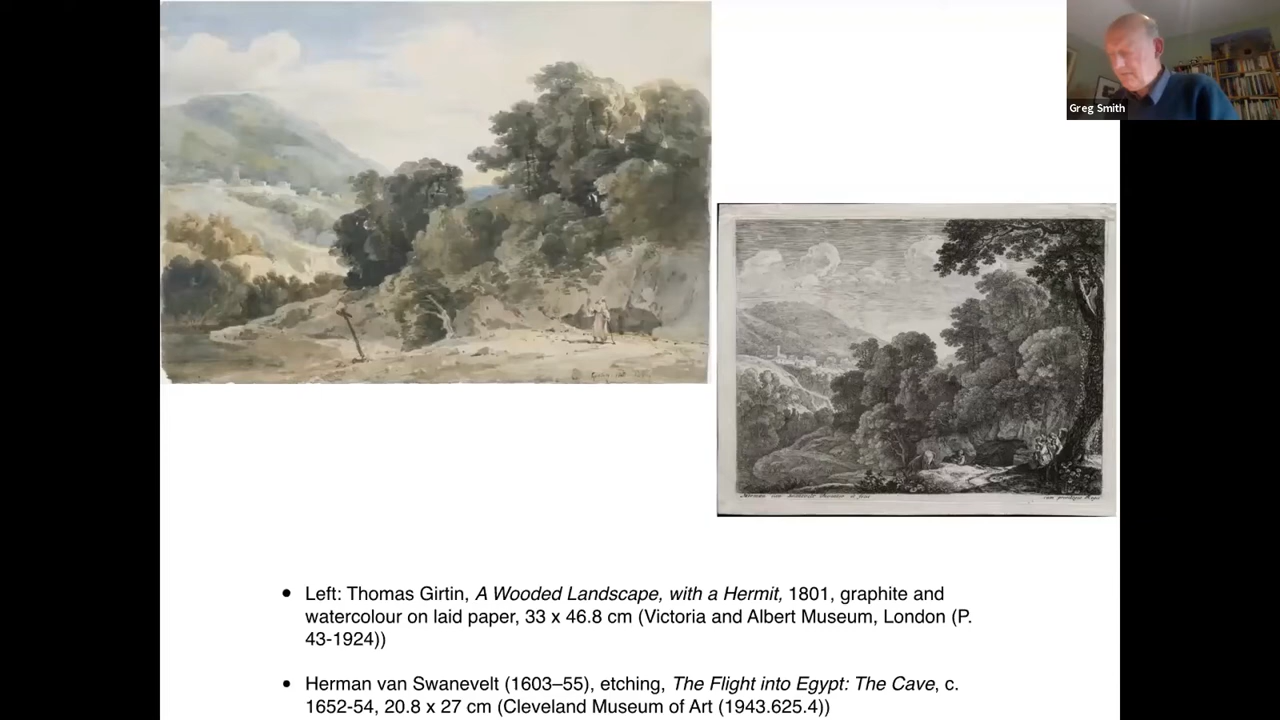 Greg Smith
Left: Thomas Girtin, A Wooded Landscape, with a Hermit, 1801, graphite and
watercolour on laid paper, 33 x 46.8 cm (Victoria and Albert Museum, London (P.
43-1924))
Herman van Swanevelt (1603–55), etching, The Flight into Egypt: The Cave, c.
1652-54, 20.8 x 27 cm (Cleveland Museum of Art (1943.625.4))